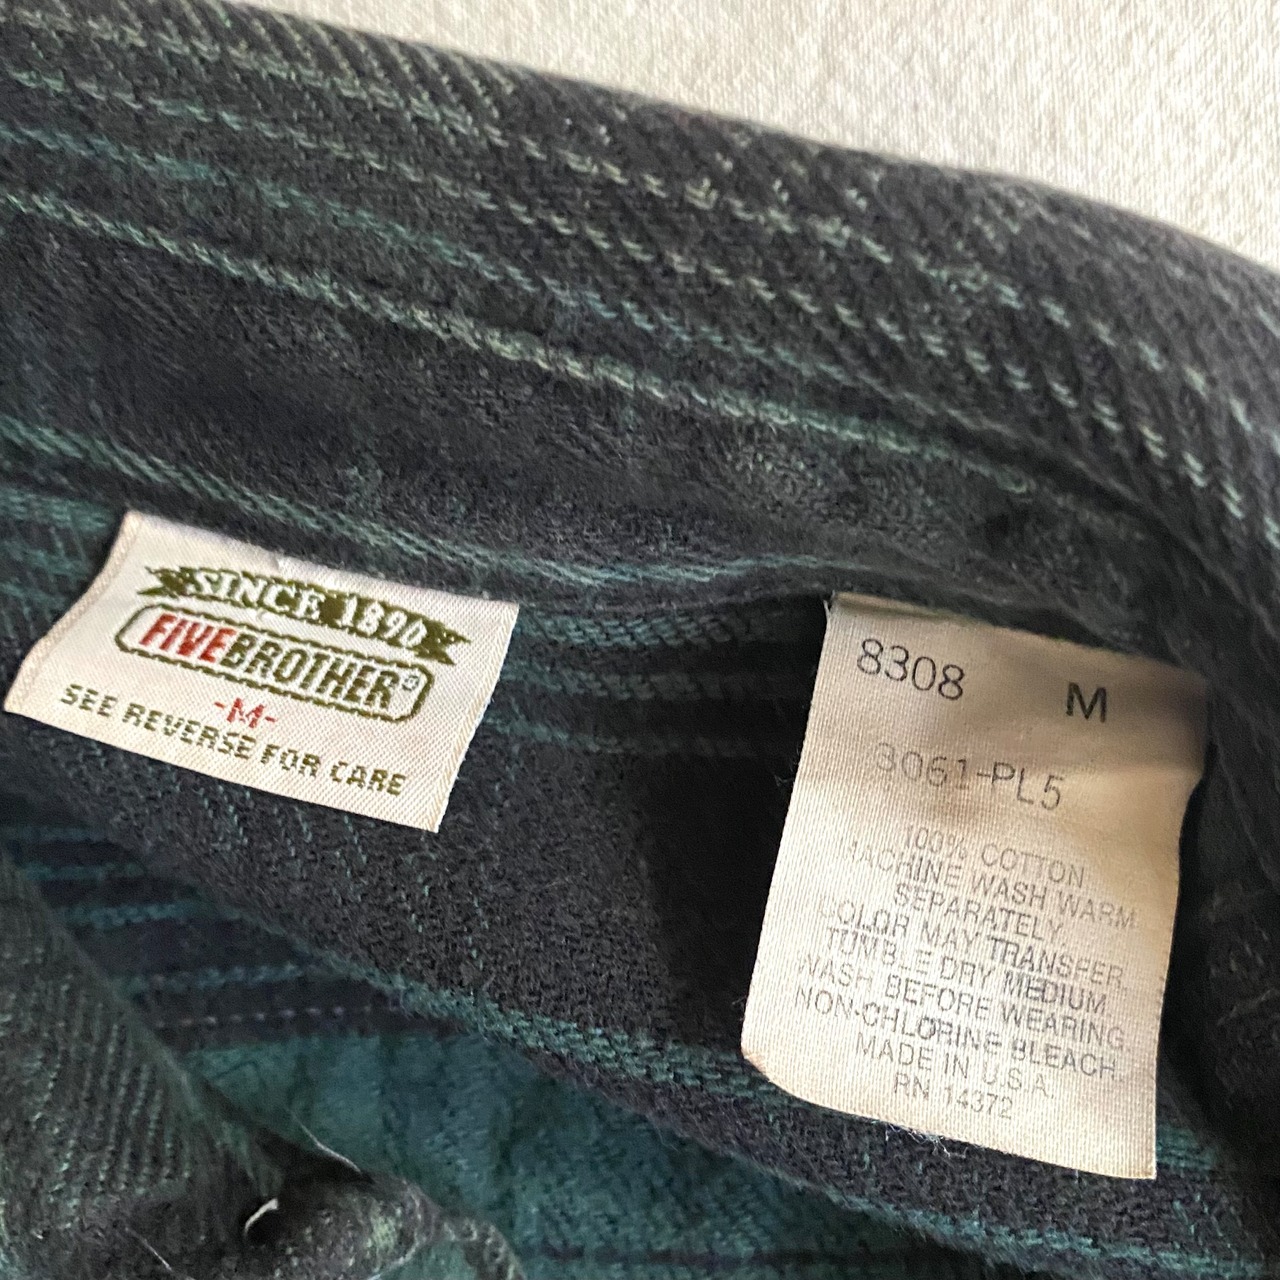 SINCE 1890
FIVEBROTHER®
-M-
SEE REVERSE FOR CARE
8308 M
3061-PL5
100% COTTON
MACHINE WASH WARM
SEPARATELY
COLOR MAY TRANSFER.
TUMBLE DRY MEDIUM.
WASH BEFORE WEARING.
NON-CHLORINE BLEACH.
MADE IN U.S.A.
RN 14372